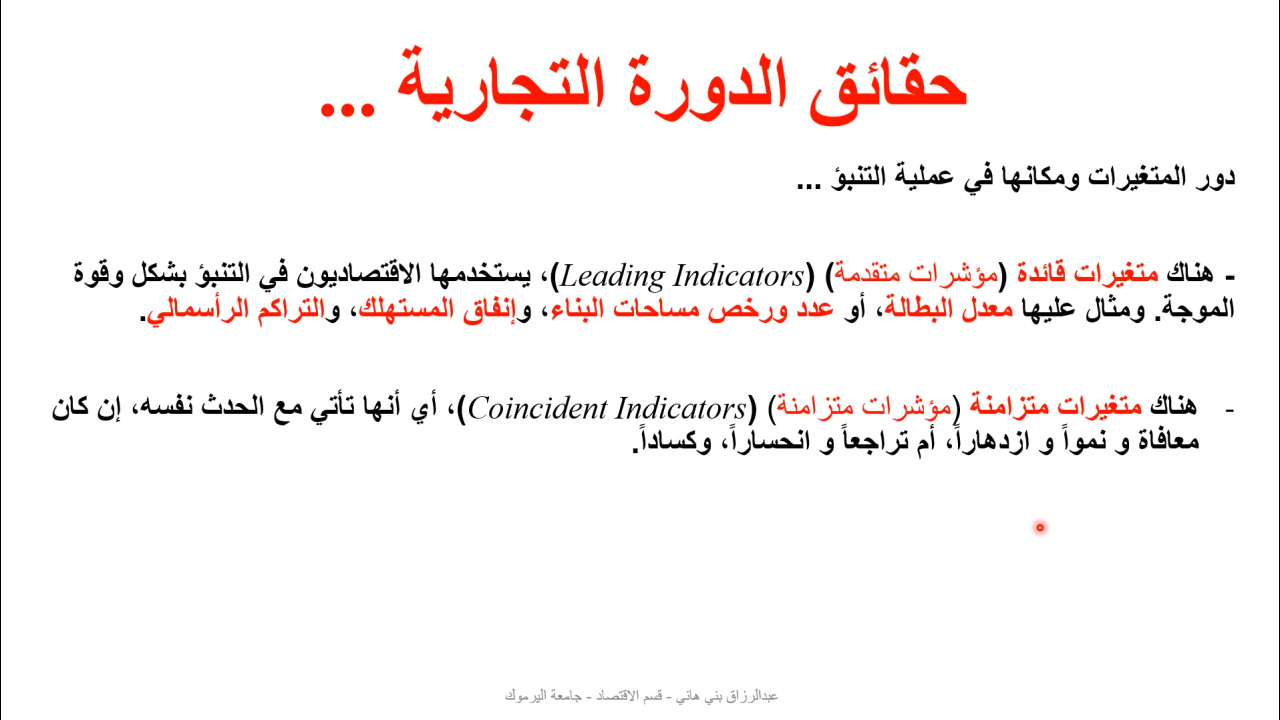 حقائق الدورة التجارية ...
دور المتغيرات ومكانها في عملية التنبؤ ...
- هناك متغيرات قائدة (مؤشرات متقدمة) (Leading Indicators)، يستخدمها الاقتصاديون في التنبؤ بشكل وقوة
الموجة. ومثال عليها معدل البطالة، أو عدد ورخص مساحات البناء، وإنفاق المستهلك، والتراكم الرأسمالي.
- هناك متغيرات متزامنة (مؤشرات متزامنة) (Coincident Indicators)، أي أنها تأتي مع الحدث نفسه، إن كان
معافاة و نمواً و ازدهاراً، أم تراجعاً و انحساراً، وكساداً.
عبدالرزاق بني هاني - قسم الاقتصاد - جامعة اليرموك